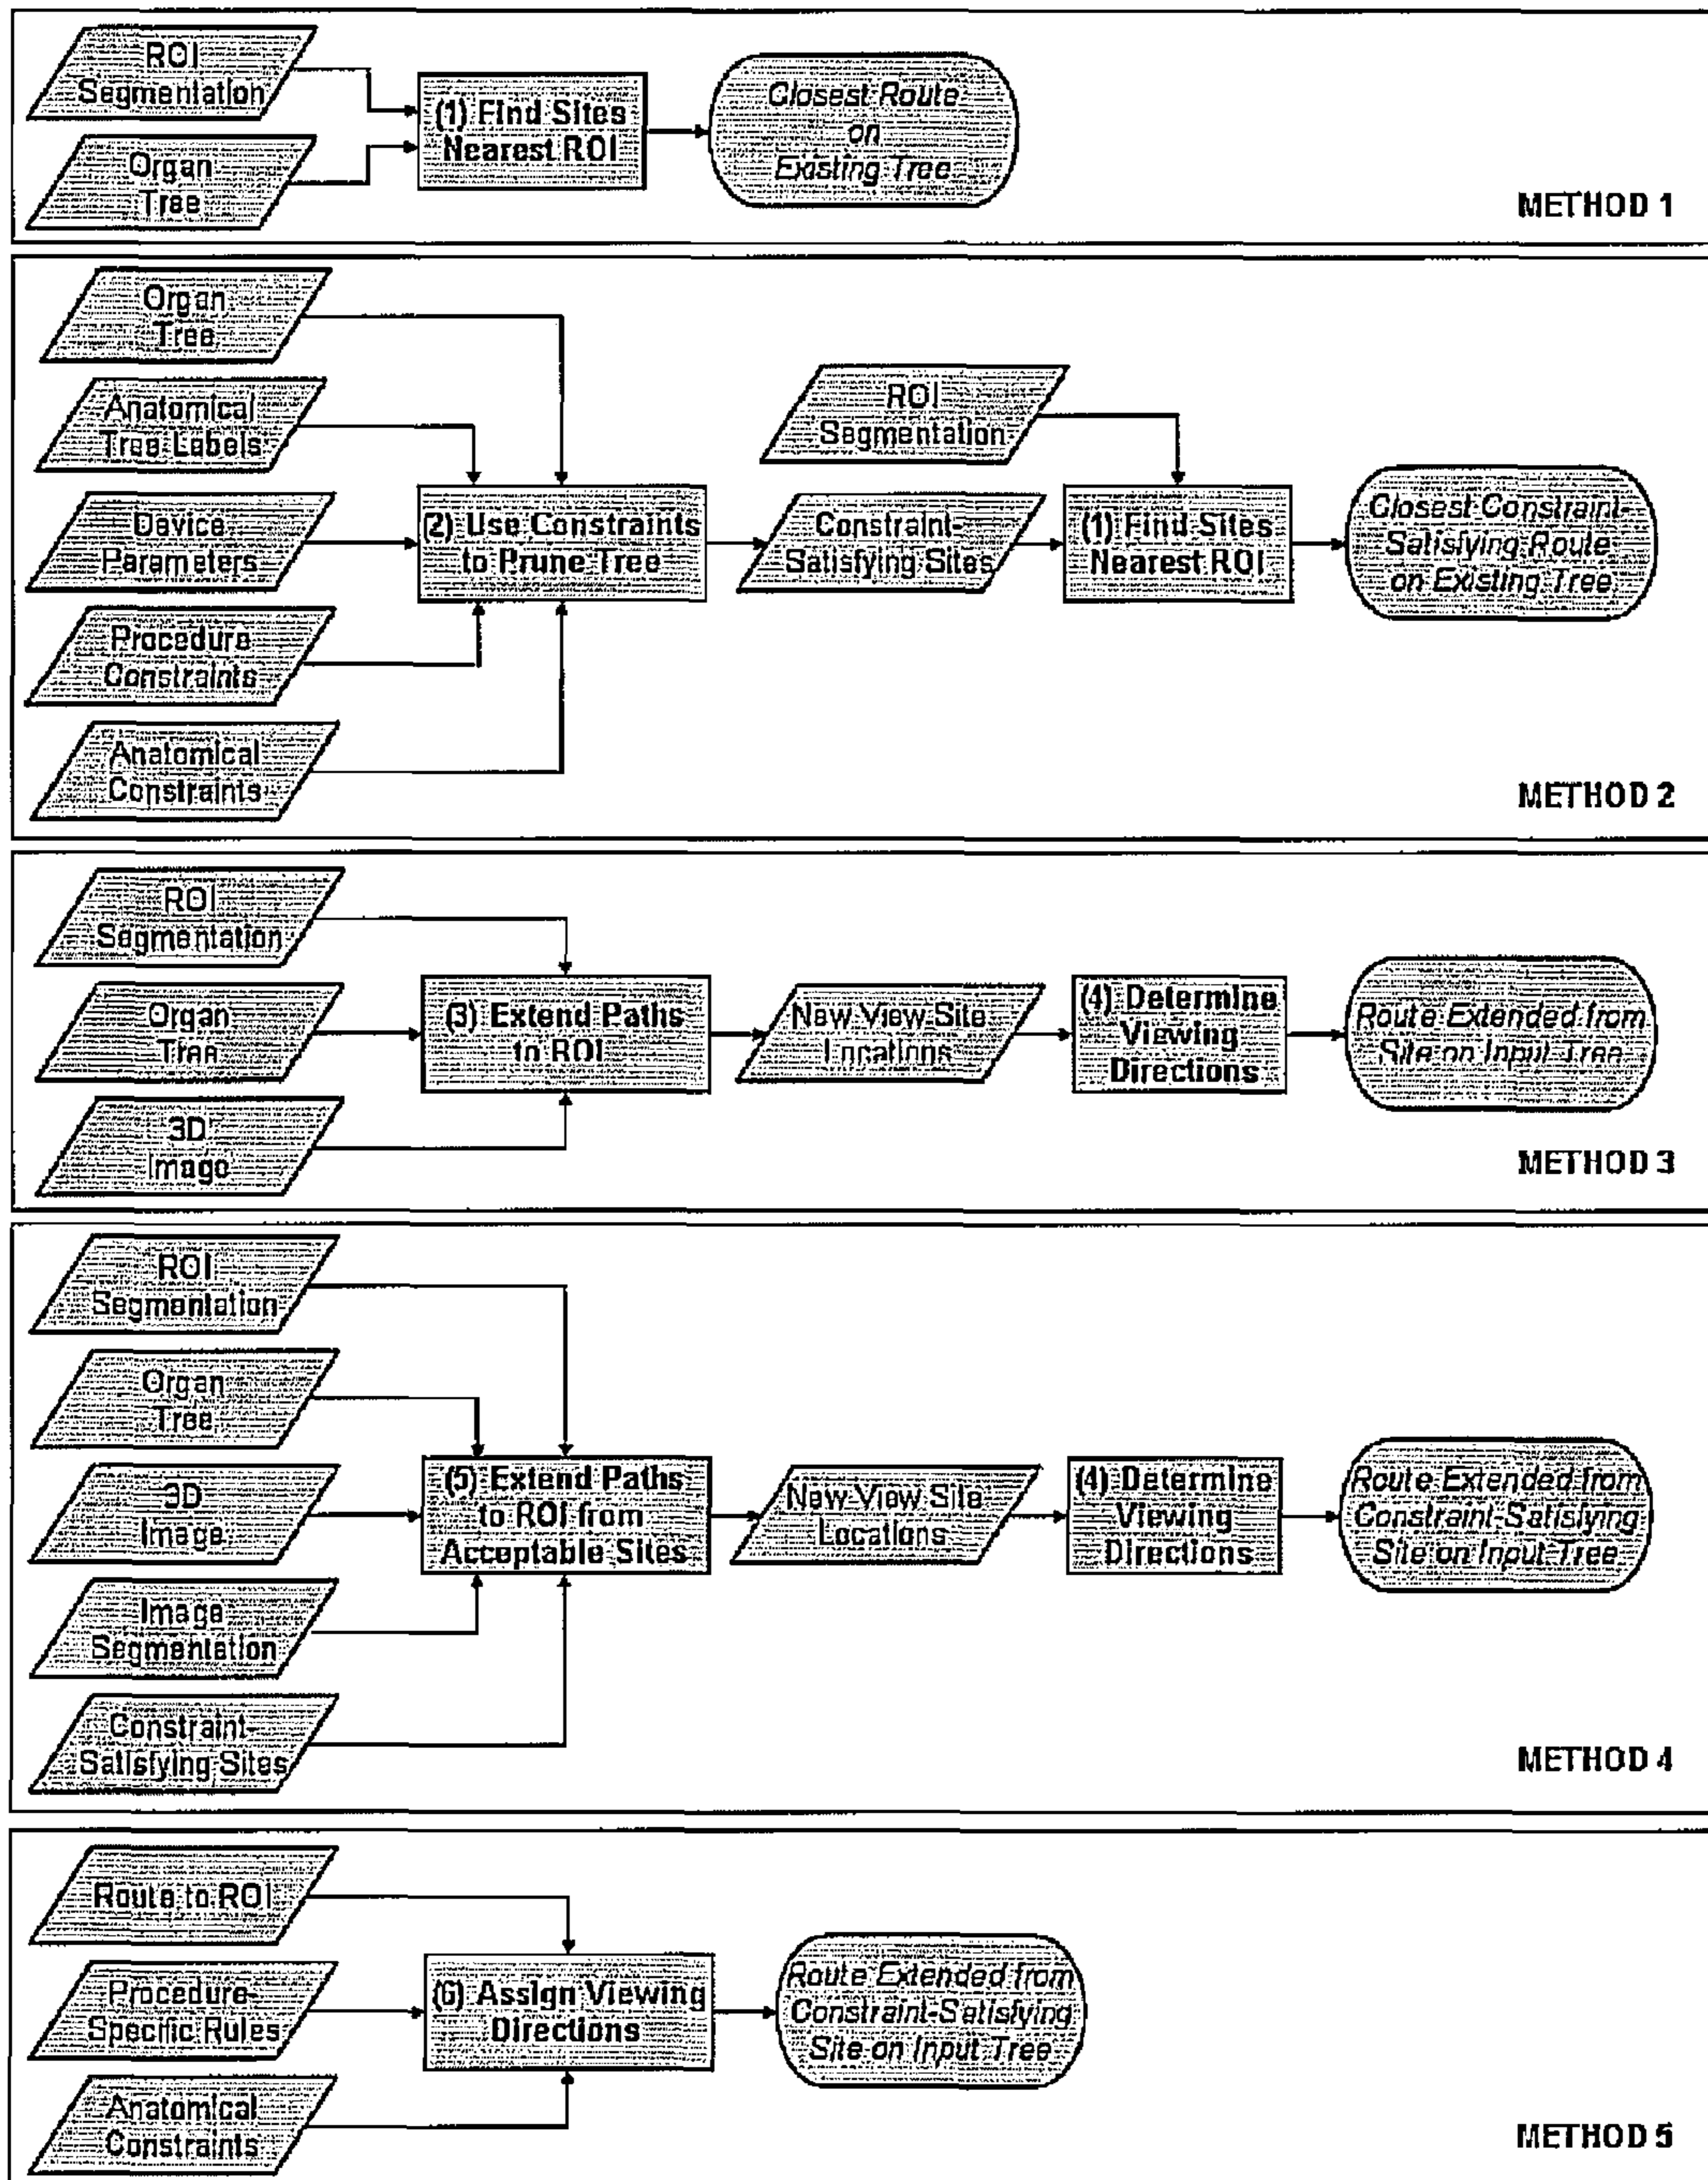 ROI
Segmentation
Organ
Tree
(1) Find Sites
Nearest ROI
Closest Route
on
Existing Tree
METHOD 1
Organ
Tree
Anatomical
Tree Labels
Device
Parameters
Procedure
Constraints
Anatomical
Constraints
(2) Use Constraints
to Prune Tree
ROI
Segmentation
Constraint-
Satisfying Sites
(1) Find Sites
Nearest ROI
Closest Constraint-
Satisfying Route
on Existing Tree
METHOD 2
ROI
Segmentation
Organ
Tree
3D
Image
(3) Extend Paths
to ROI
New View Site
Locations
(4) Determine
Viewing
Directions
Route Extended from
Site on Input Tree
METHOD 3
ROI
Segmentation
Organ
Tree
3D
Image
Image
Segmentation
Constraint-
Satisfying Sites
(5) Extend Paths
to ROI from
Acceptable Sites
New View Site
Locations
(4) Determine
Viewing
Directions
Route Extended from
Constraint-Satisfying
Site on Input Tree
METHOD 4
Route to ROI
Procedure-
Specific Rules
Anatomical
Constraints
(6) Assign Viewing
Directions
Route Extended from
Constraint-Satisfying
Site on Input Tree
METHOD 5